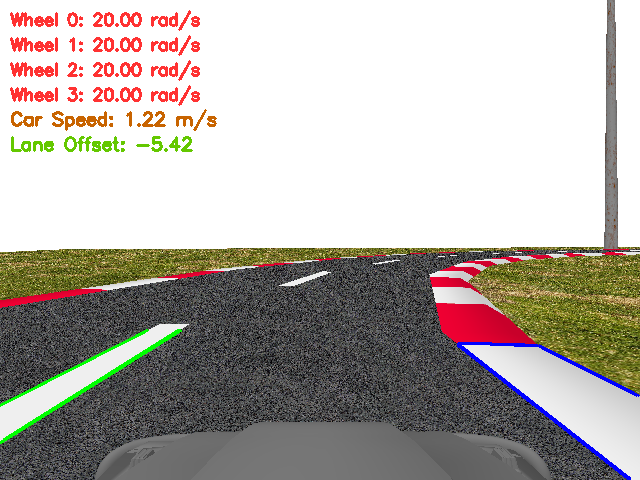 Wheel 0: 20.00 rad/s
Wheel 1: 20.00 rad/s
Wheel 2: 20.00 rad/s
Wheel 3: 20.00 rad/s
Car Speed: 1.22 m/s
Lane Offset: -5.42